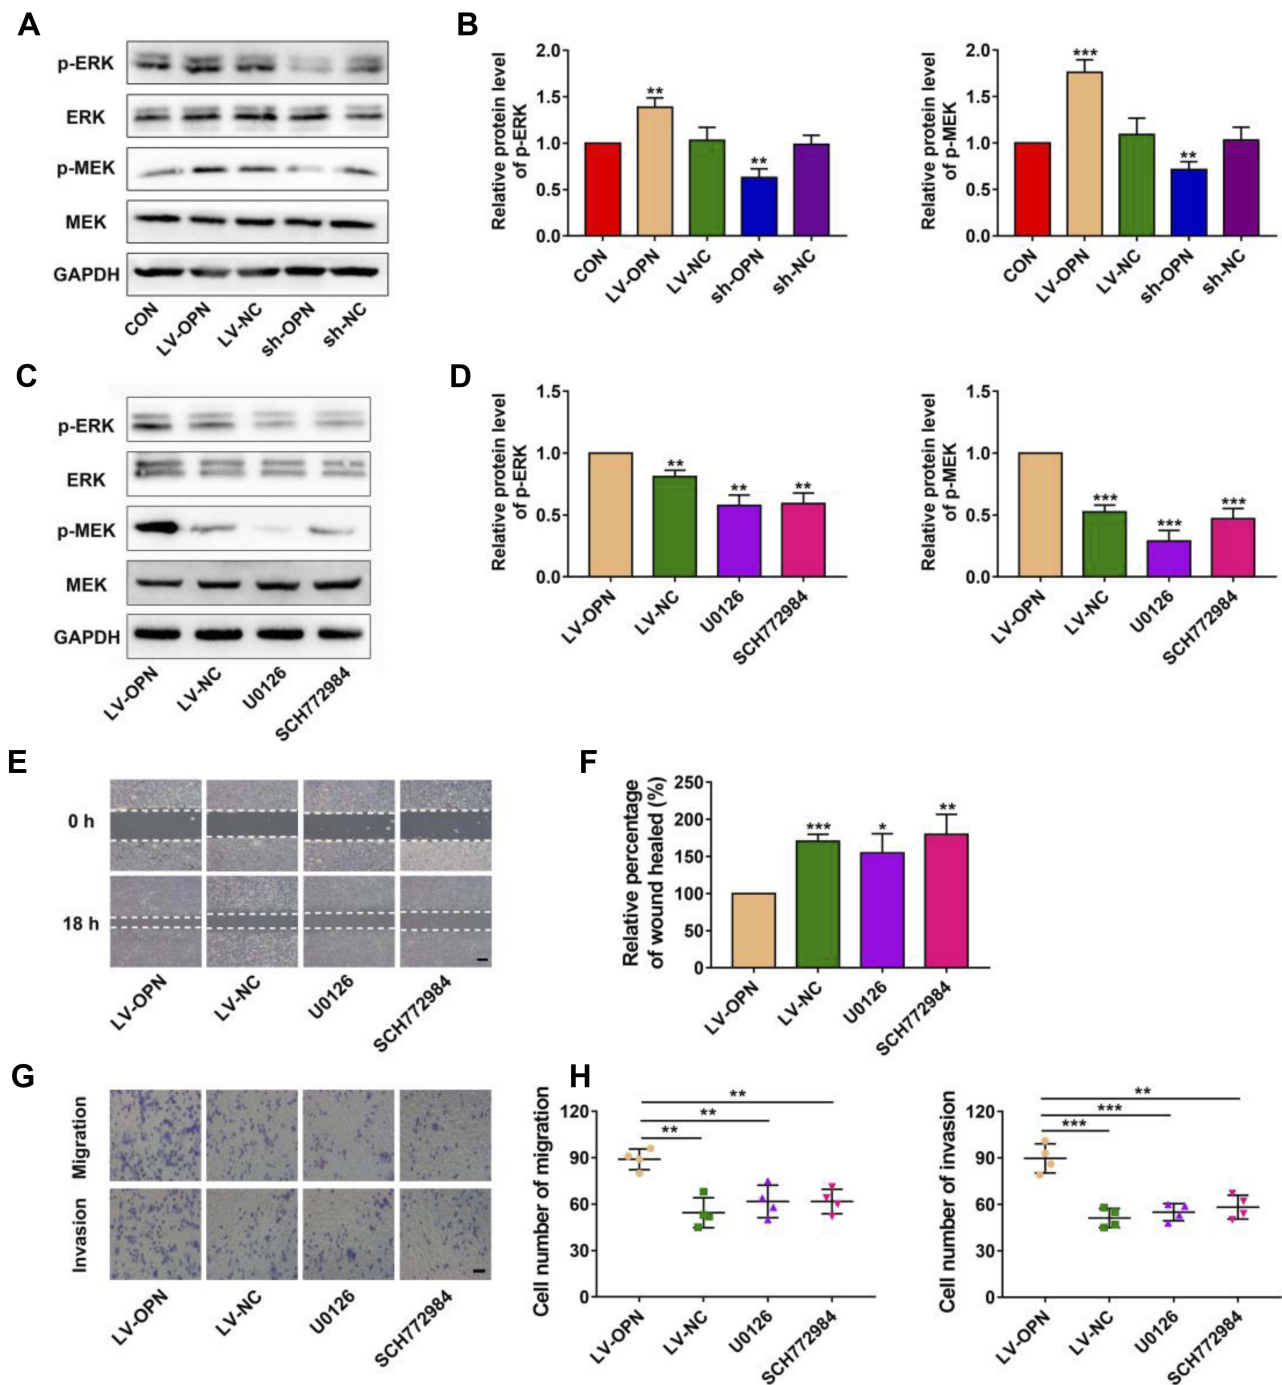 A
p-ERK
ERK
p-MEK
MEK
GAPDH
CON
LV-OPN
LV-NC
sh-OPN
sh-NC
B
Relative protein level
of p-ERK
2.0
1.5
1.0
0.5
0.0
**
**
CON
LV-OPN
LV-NC
sh-OPN
sh-NC
Relative protein level
of p-MEK
2.0
1.5
1.0
0.5
0.0
***
**
CON
LV-OPN
LV-NC
sh-OPN
sh-NC
C
p-ERK
ERK
p-MEK
MEK
GAPDH
LV-OPN
LV-NC
U0126
SCH772984
D
Relative protein level
of p-ERK
1.5
1.0
0.5
0.0
**
**
**
LV-OPN
LV-NC
U0126
SCH772984
Relative protein level
of p-MEK
1.5
1.0
0.5
0.0
***
***
***
LV-OPN
LV-NC
U0126
SCH772984
E
0 h
18 h
LV-OPN
LV-NC
U0126
SCH772984
F
Relative percentage
of wound healed (%)
250
200
150
100
50
0
***
*
**
LV-OPN
LV-NC
U0126
SCH772984
G
Migration
Invasion
LV-OPN
LV-NC
U0126
SCH772984
H
Cell number of migration
120
90
60
30
0
**
**
**
LV-OPN
LV-NC
U0126
SCH772984
Cell number of invasion
120
90
60
30
0
**
***
***
LV-OPN
LV-NC
U0126
SCH772984